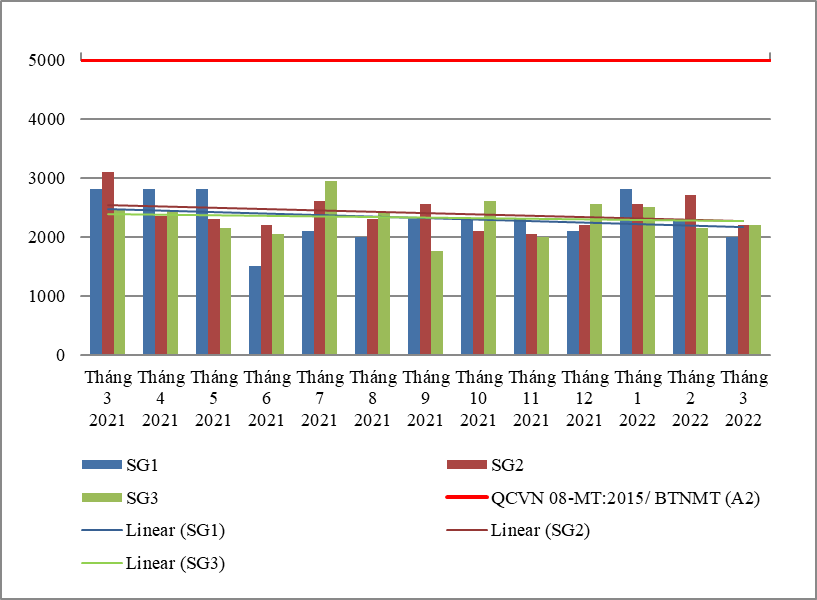 5000
4000
3000
2000
1000
0
Tháng Tháng Tháng Tháng Tháng Tháng Tháng Tháng Tháng Tháng Tháng Tháng Tháng
3 4 5 6 7 8 9 10 11 12 1 2 3
2021 2021 2021 2021 2021 2021 2021 2021 2021 2021 2022 2022 2022
SG1 SG2
SG3 QCVN 08-MT:2015/ BTNMT (A2)
Linear (SG1) Linear (SG2)
Linear (SG3)